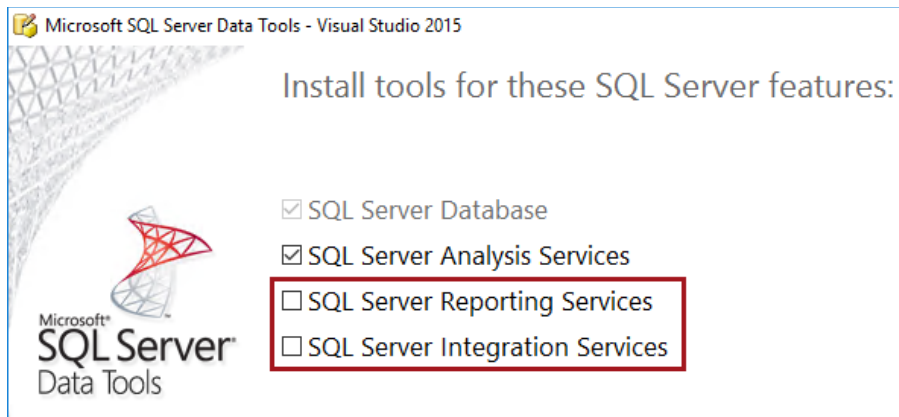 Microsoft SQL Server Data Tools - Visual Studio 2015
Install tools for these SQL Server features:
SQL Server Database
SQL Server Analysis Services
SQL Server Reporting Services
SQL Server Integration Services
Microsoft®
SQL Server®
Data Tools